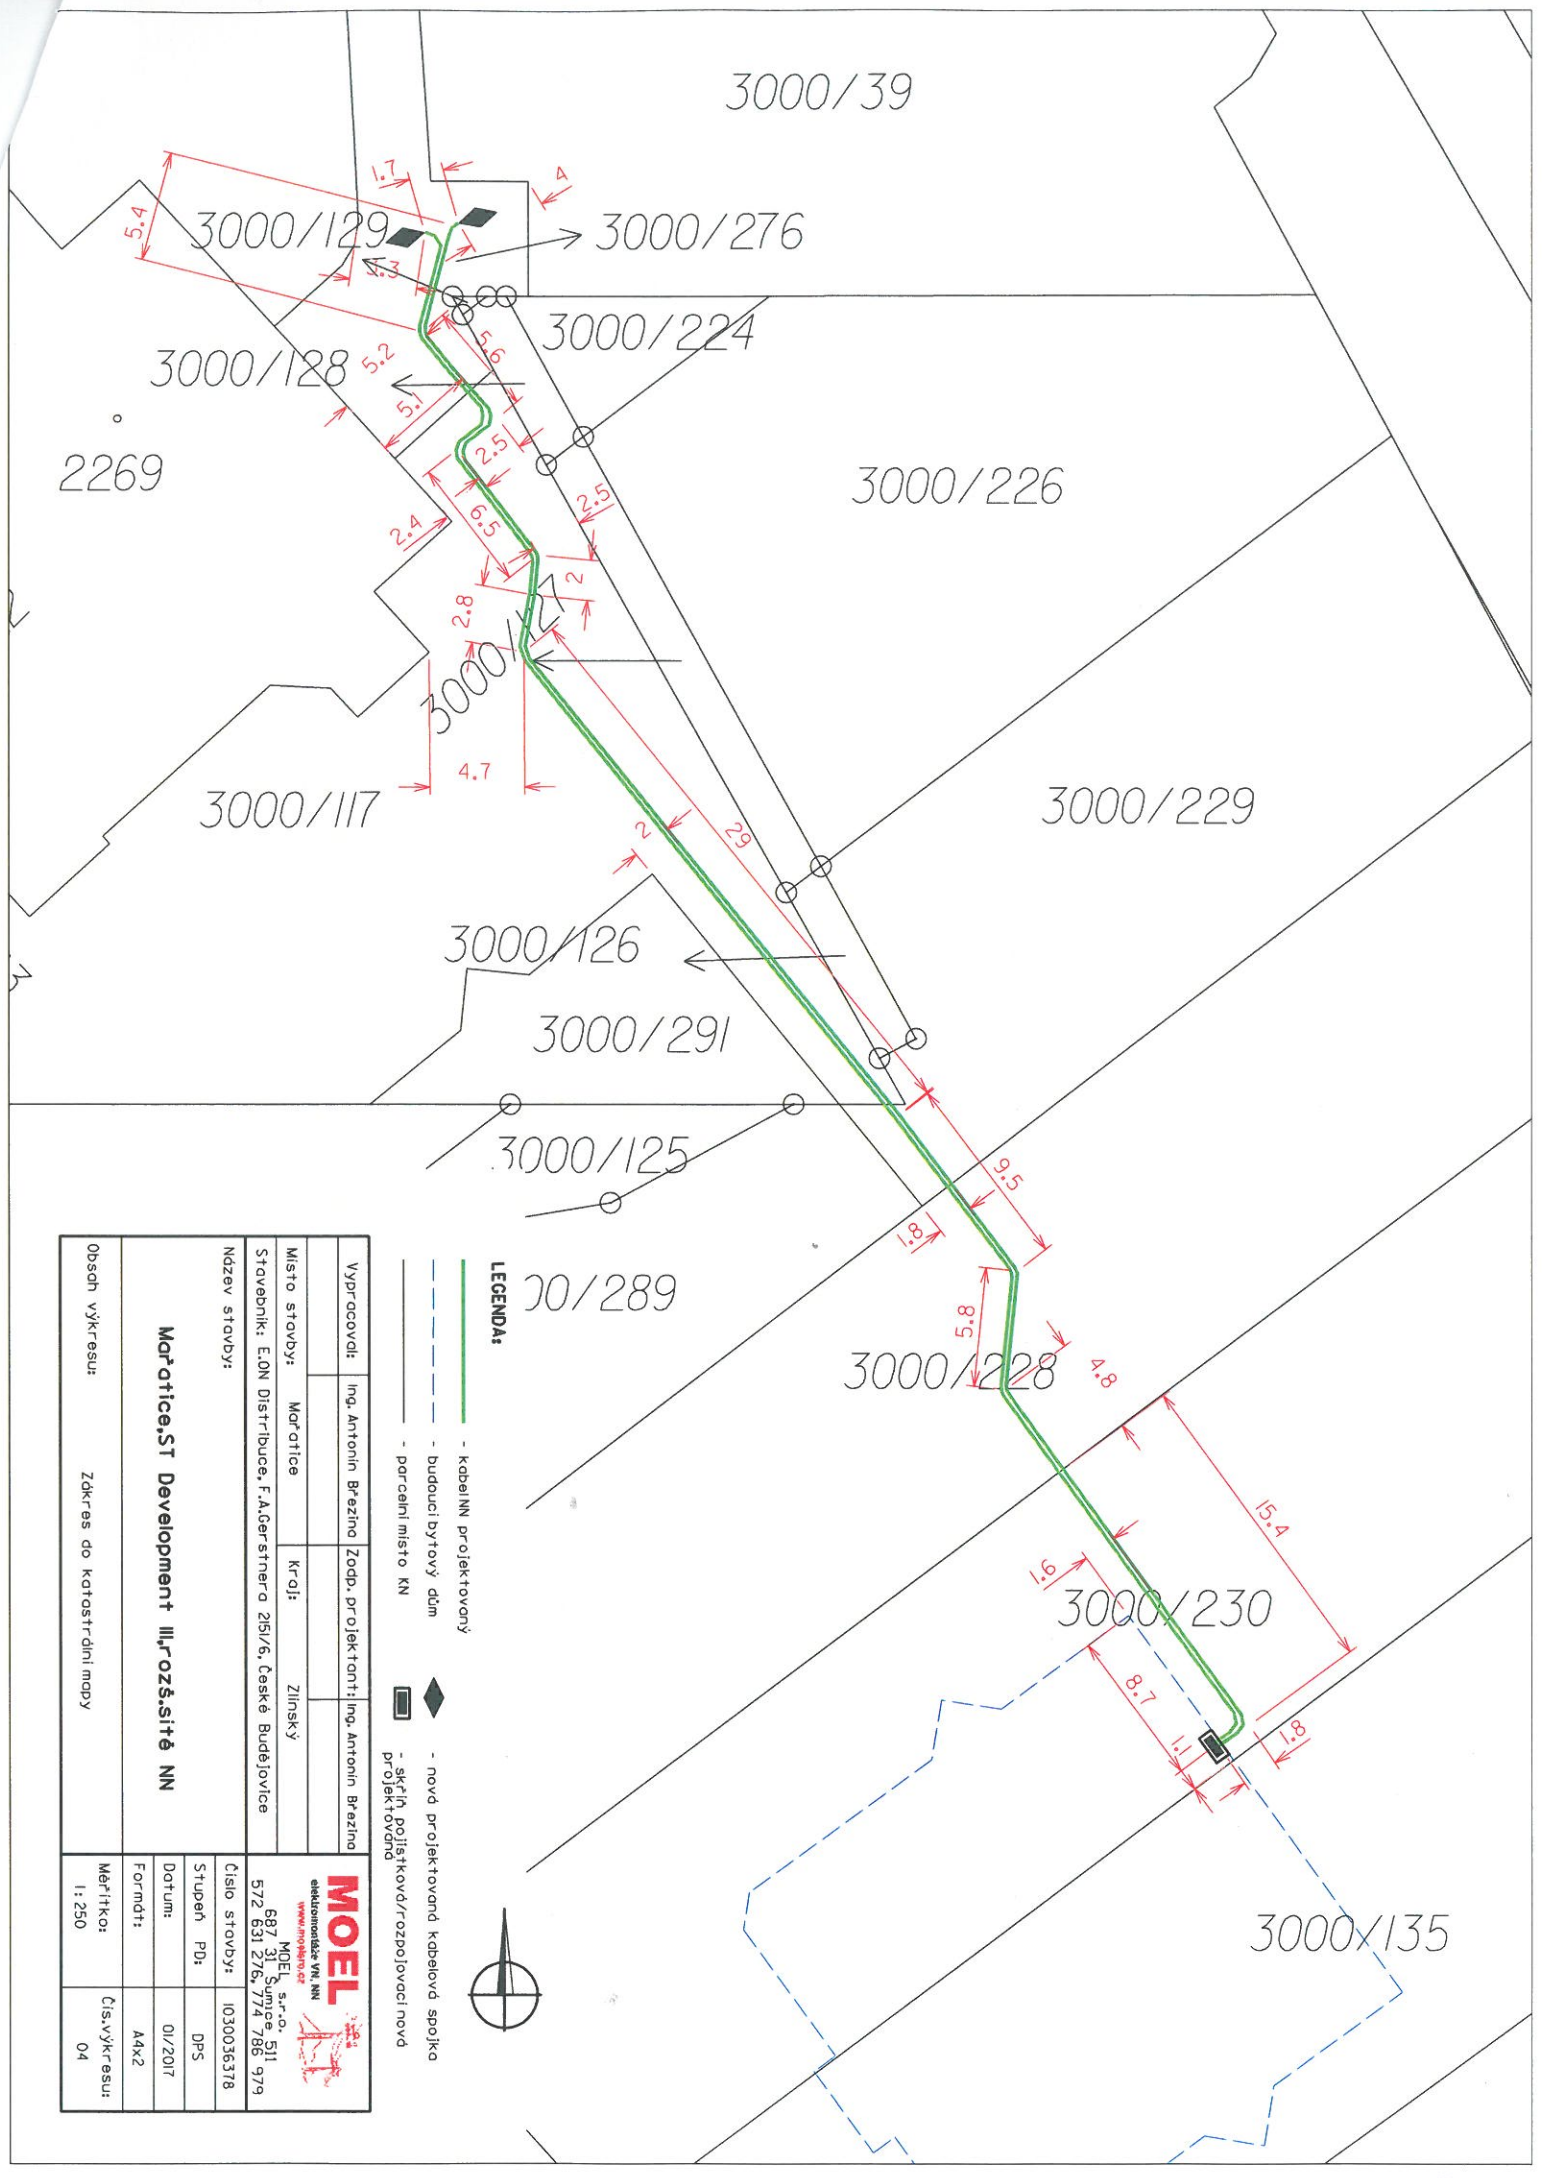 3000/39
1.7
4
5.4
3000/129
3000/276
3000/224
5.6
5.2
3000/128
5.1
2.5
2269
3000/226
2.5
6.5
2.4
2
2.8
3000/127
4.7
3000/117
3000/229
2
29
3000/126
3000/291
3000/125
9.5
1.8
00/289
5.8
3000/228
4.8
15.4
1.6
3000/230
8.7
1.1
1.8
3000/135
LEGENDA:
- kabel NN projektovaný
- budoucí bytový dům
- parcelní místo KN
- nová projektovaná kabelová spojka
- skříň pojistková/rozpojovací nová
projektovaná
Vypracoval:
Ing. Antonín Březina
Zodp. projektant:
Ing. Antonín Březina
Místo stavby:
Mařatice
Kraj:
Zlínský
Stavebník: E.ON Distribuce, F.A.Gerstnera 2151/6, České Budějovice
Název stavby:
Mařatice,ST Development III,rozš.sítě NN
Obsah výkresu:
Zákres do katastrální mapy
MOEL
elektromontáže VN, NN
www.moelsro.cz
MOEL s.r.o.
687 31 Šumice 511
572 631 276, 774 786 979
Číslo stavby:
1030036378
Stupeň PD:
DPS
Datum:
01/2017
Formát:
A4x2
Měřítko:
1:250
Čís.výkresu:
04